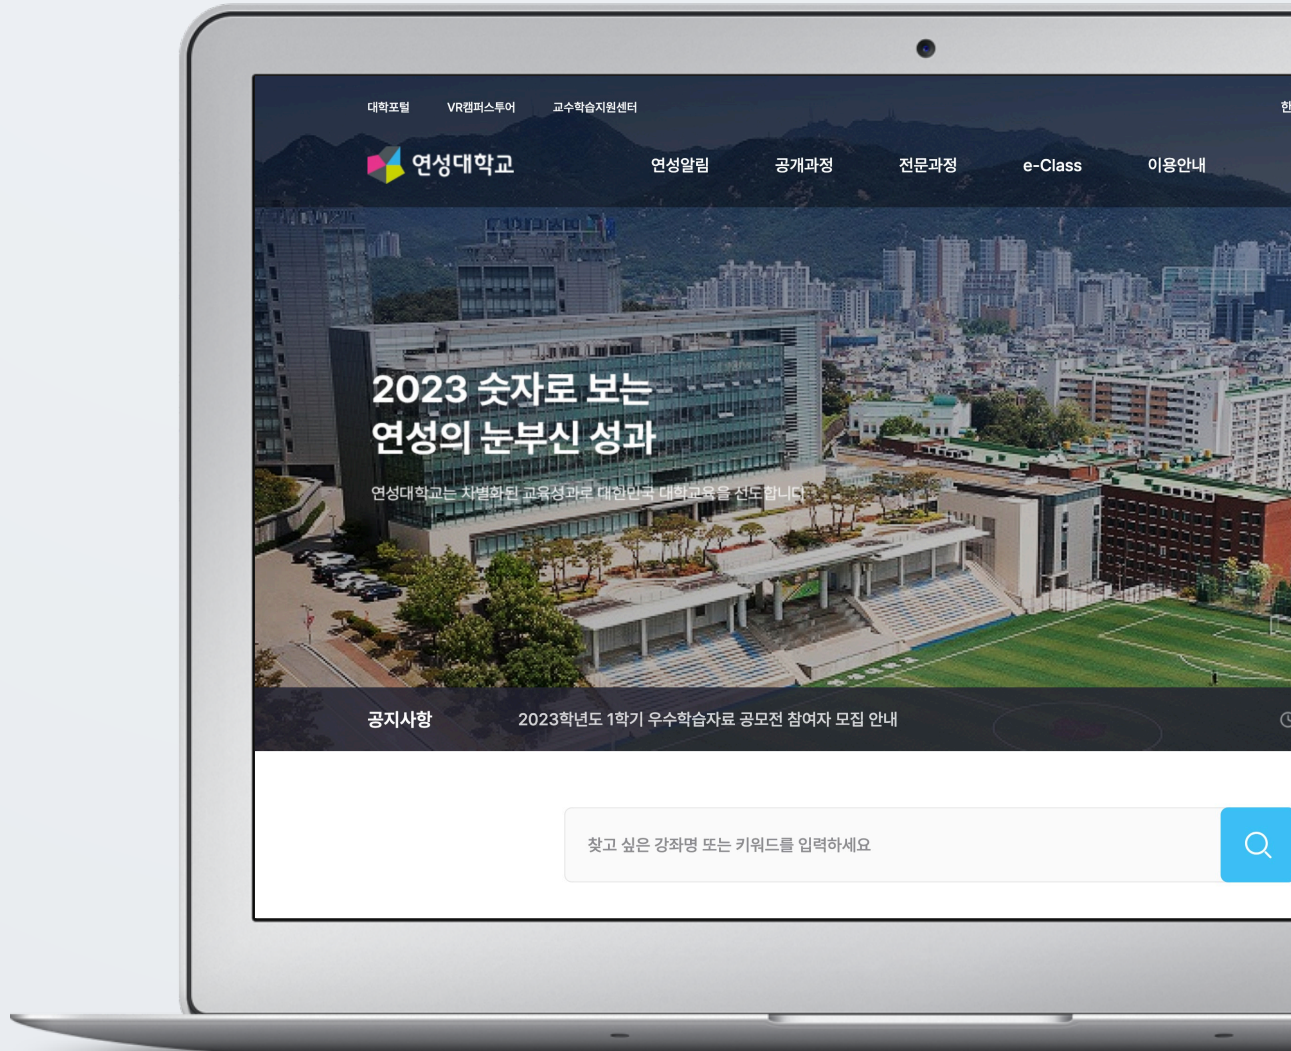 대학포털 VR캠퍼스투어 교수학습지원센터 한
연성대학교 연성알림 공개과정 전문과정 e-Class 이용안내
2023 숫자로 보는
연성의 눈부신 성과
연성대학교는 차별화된 교육성과로 대한민국 대학교육을 선도합니다.
공지사항 2023학년도 1학기 우수학습자료 공모전 참여자 모집 안내
찾고 싶은 강좌명 또는 키워드를 입력하세요